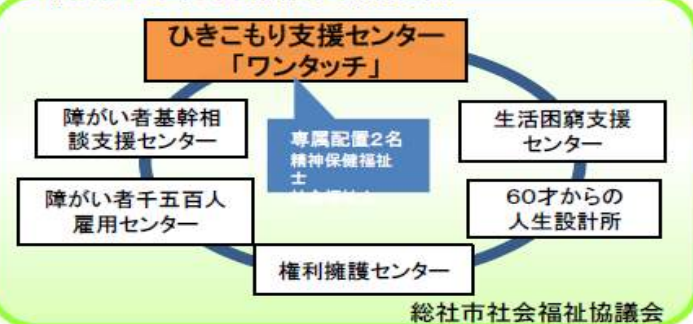 ひきこもり支援センター
「ワンタッチ」
障がい者基幹相
談支援センター
専属配置2名
精神保健福祉
士
生活困窮支援
センター
障がい者千五百人
雇用センター
60才からの
人生設計所
権利擁護センター
総社市社会福祉協議会